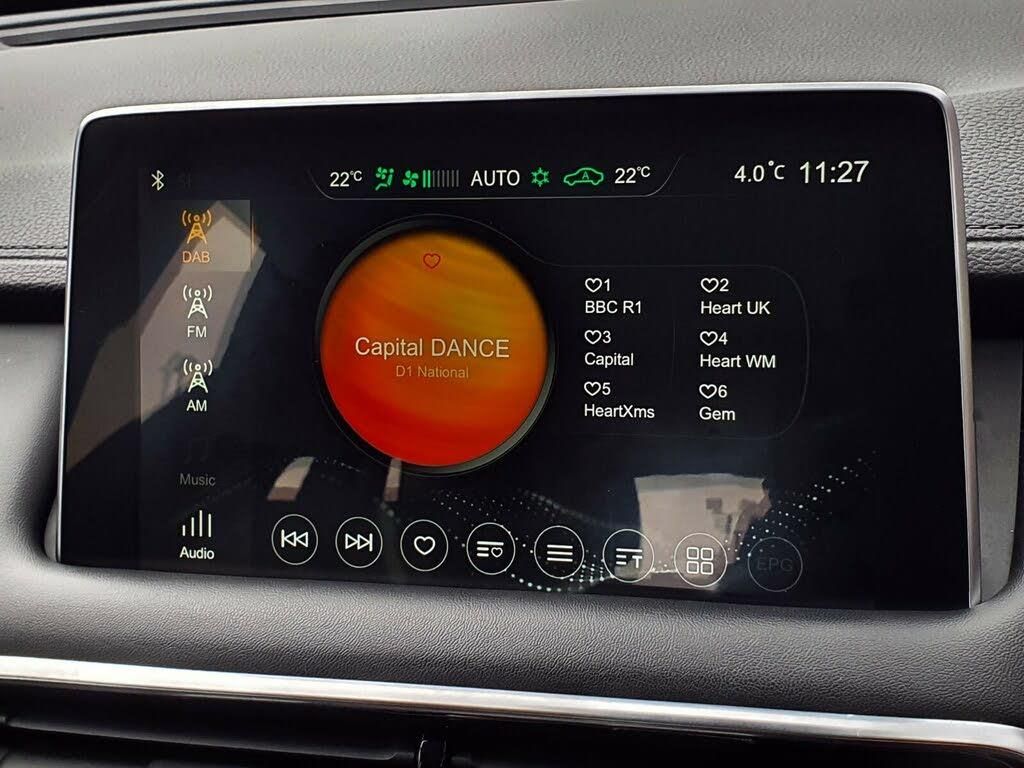 22°C AUTO A 22°C 4.0°C 11:27
DAB
FM
AM
Music
Audio
Capital DANCE
D1 National
1
BBC R1
2
Heart UK
3
Capital
4
Heart WM
5
HeartXms
6
Gem
T
EPG